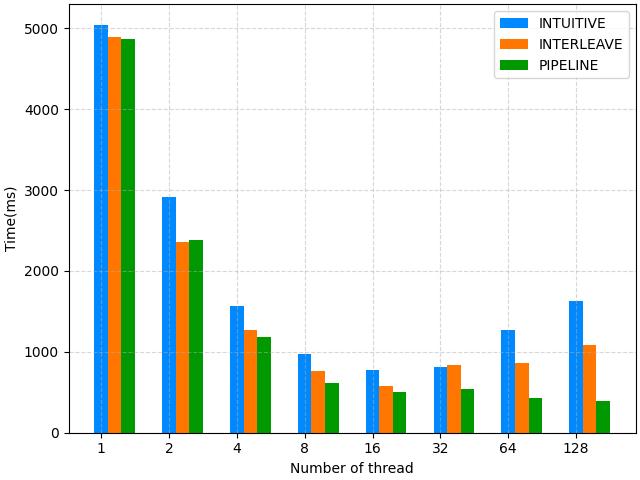 INTUITIVE
INTERLEAVE
PIPELINE
5000
4000
3000
2000
1000
0
Time(ms)
1 2 4 8 16 32 64 128
Number of thread